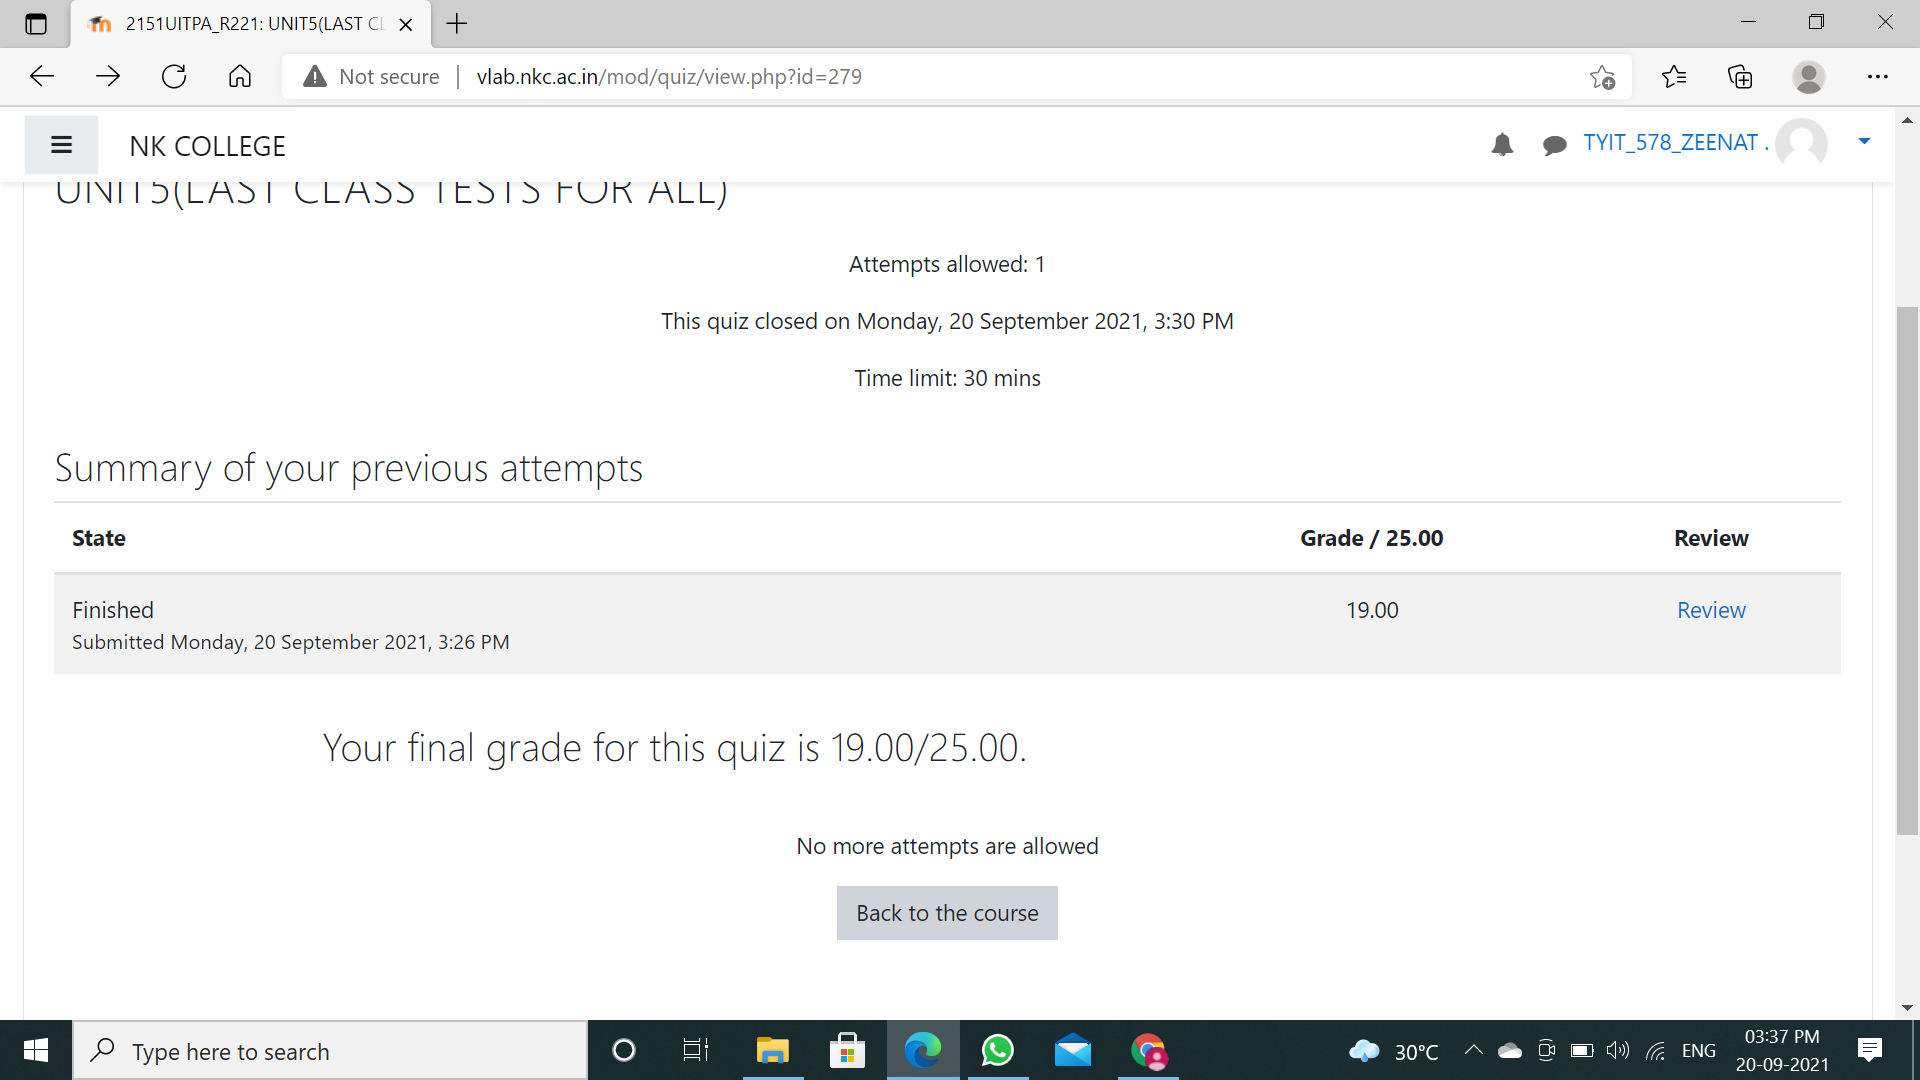 2151UITPA_R221: UNIT5(LAST CL
Not secure
vlab.nkc.ac.in/mod/quiz/view.php?id=279
NK COLLEGE
TYIT_578_ZEENAT .
UNIT5(LAST CLASS TESTS FOR ALL)
Attempts allowed: 1
This quiz closed on Monday, 20 September 2021, 3:30 PM
Time limit: 30 mins
Summary of your previous attempts
State Grade / 25.00 Review
Finished 19.00 Review
Submitted Monday, 20 September 2021, 3:26 PM
Your final grade for this quiz is 19.00/25.00.
No more attempts are allowed
Back to the course
Type here to search
30°C
ENG
03:37 PM
20-09-2021